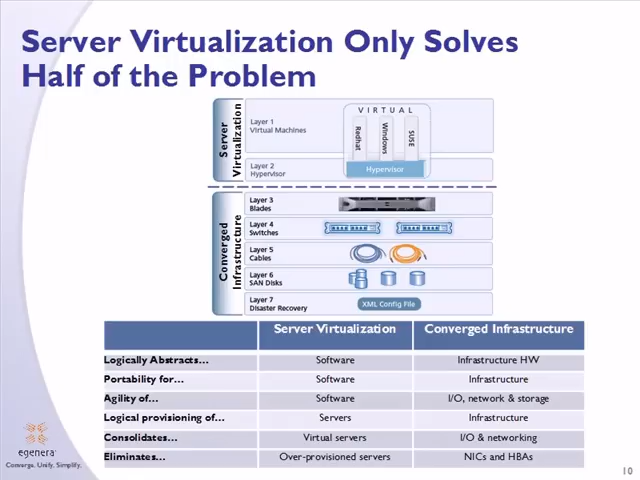 Server Virtualization Only Solves
Half of the Problem
Server
Virtualization
Layer 1
Virtual Machines
VIRTUAL
Redhat
Windows
SUSE
Layer 2
Hypervisor
Hypervisor
Converged
Infrastructure
Layer 3
Blades
Layer 4
Switches
Layer 5
Cables
Layer 6
SAN Disks
Layer 7
Disaster Recovery
XML Config File
Server Virtualization Converged Infrastructure
Logically Abstracts… Software Infrastructure HW
Portability for… Software Infrastructure
Agility of… Software I/O, network & storage
Logical provisioning of… Servers Infrastructure
Consolidates… Virtual servers I/O & networking
Eliminates… Over-provisioned servers NICs and HBAs
egenera
Converge. Unify. Simplify.
10